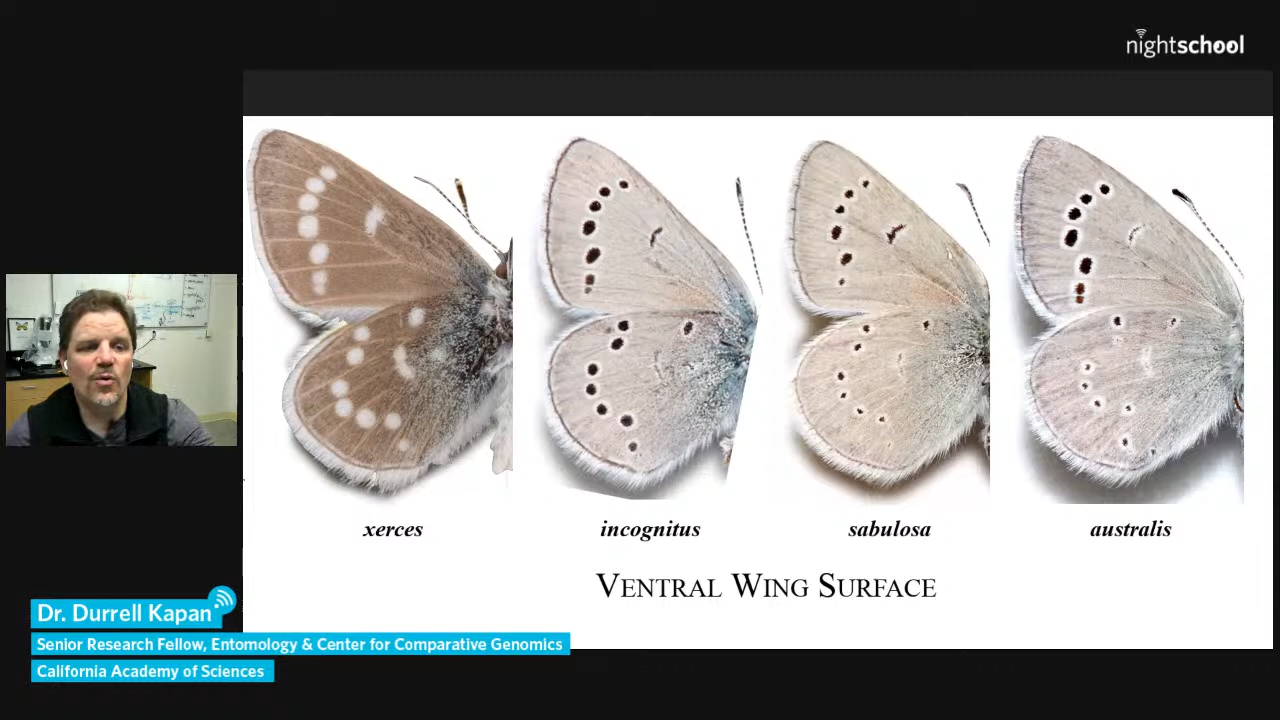 nightschool
xerces
incognitus
sabulosa
australis
VENTRAL WING SURFACE
Dr. Durrell Kapan
Senior Research Fellow, Entomology & Center for Comparative Genomics
California Academy of Sciences